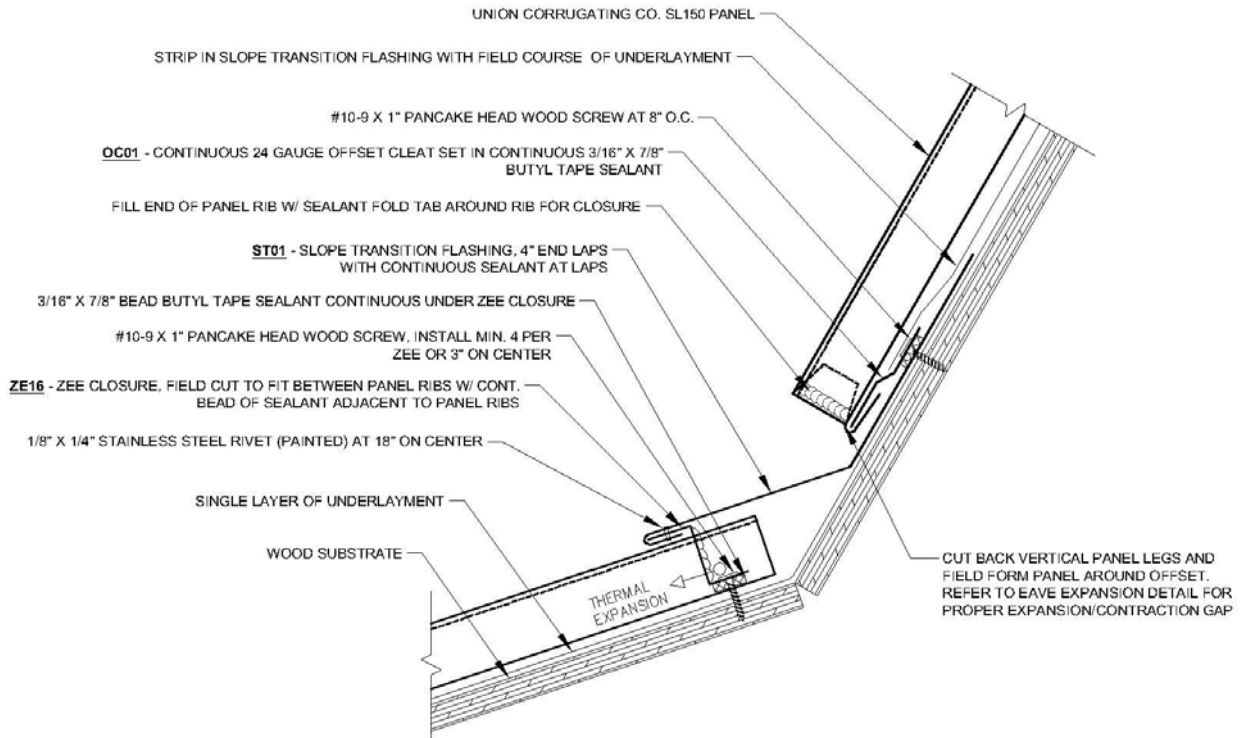 UNION CORRUGATING CO. SL150 PANEL
STRIP IN SLOPE TRANSITION FLASHING WITH FIELD COURSE OF UNDERLAYMENT
#10-9 X 1" PANCAKE HEAD WOOD SCREW AT 8" O.C.
OC01 - CONTINUOUS 24 GAUGE OFFSET CLEAT SET IN CONTINUOUS 3/16" X 7/8"
BUTYL TAPE SEALANT
FILL END OF PANEL RIB W/ SEALANT FOLD TAB AROUND RIB FOR CLOSURE
ST01 - SLOPE TRANSITION FLASHING, 4" END LAPS
WITH CONTINUOUS SEALANT AT LAPS
3/16" X 7/8" BEAD BUTYL TAPE SEALANT CONTINUOUS UNDER ZEE CLOSURE
#10-9 X 1" PANCAKE HEAD WOOD SCREW, INSTALL MIN. 4 PER
ZEE OR 3" ON CENTER
ZE16 - ZEE CLOSURE, FIELD CUT TO FIT BETWEEN PANEL RIBS W/ CONT.
BEAD OF SEALANT ADJACENT TO PANEL RIBS
1/8" X 1/4" STAINLESS STEEL RIVET (PAINTED) AT 18" ON CENTER
SINGLE LAYER OF UNDERLAYMENT
WOOD SUBSTRATE
THERMAL
EXPANSION
CUT BACK VERTICAL PANEL LEGS AND
FIELD FORM PANEL AROUND OFFSET.
REFER TO EAVE EXPANSION DETAIL FOR
PROPER EXPANSION/CONTRACTION GAP